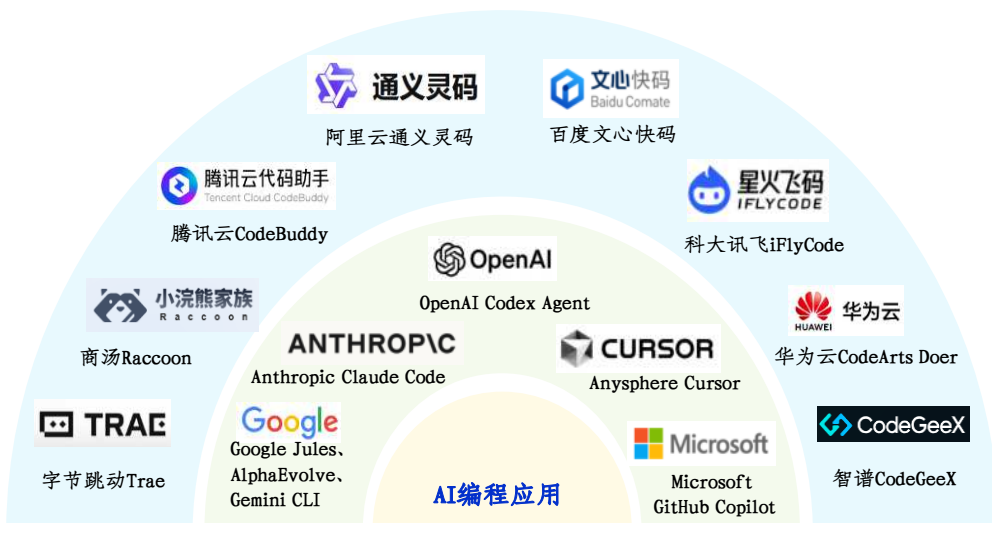 通义灵码
阿里云通义灵码
文心快码
Baidu Comate
百度文心快码
腾讯云代码助手
Tencent Cloud CodeBuddy
腾讯云CodeBuddy
星火飞码
IFLYCODE
科大讯飞iFlyCode
OpenAI
OpenAI Codex Agent
小浣熊家族
Raccoon
商汤Raccoon
HUAWEI
华为云
华为云CodeArts Doer
ANTHROP\C
Anthropic Claude Code
CURSOR
Anysphere Cursor
TRAE
字节跳动Trae
Google
Google Jules、
AlphaEvolve、
Gemini CLI
Microsoft
Microsoft
GitHub Copilot
CodeGeeX
智谱CodeGeeX
AI编程应用